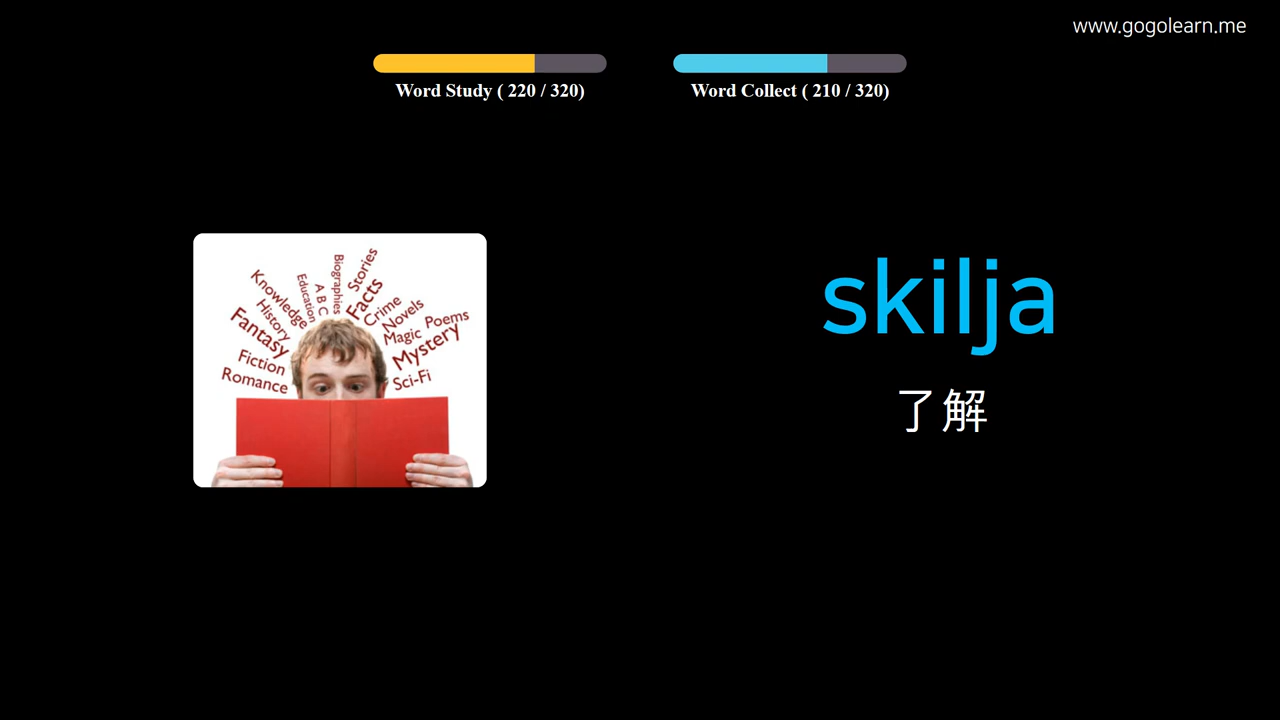 www.gogolearn.me
Word Study ( 220 / 320)
Word Collect ( 210 / 320)
Knowledge
History
Fantasy
Fiction
Romance
Education
A B C
Biographies
Stories
Facts
Crime
Novels
Magic
Poems
Mystery
Sci-Fi
skilja
了解